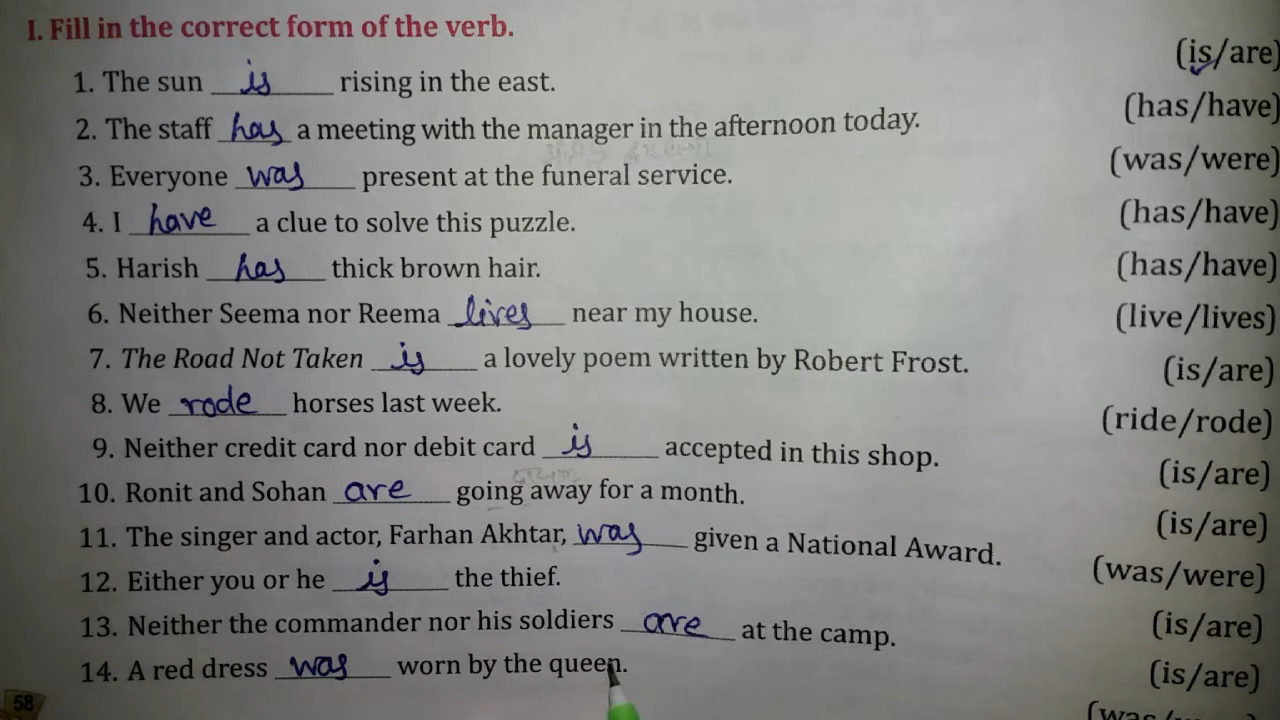 I. Fill in the correct form of the verb.
1. The sun is rising in the east. (is/are)
2. The staff has a meeting with the manager in the afternoon today. (has/have)
3. Everyone was present at the funeral service. (was/were)
4. I have a clue to solve this puzzle. (has/have)
5. Harish has thick brown hair. (has/have)
6. Neither Seema nor Reema lives near my house. (live/lives)
7. The Road Not Taken is a lovely poem written by Robert Frost. (is/are)
8. We rode horses last week. (ride/rode)
9. Neither credit card nor debit card is accepted in this shop. (is/are)
10. Ronit and Sohan are going away for a month. (is/are)
11. The singer and actor, Farhan Akhtar, was given a National Award. (was/were)
12. Either you or he is the thief. (is/are)
13. Neither the commander nor his soldiers are at the camp. (is/are)
14. A red dress was worn by the queen.
58